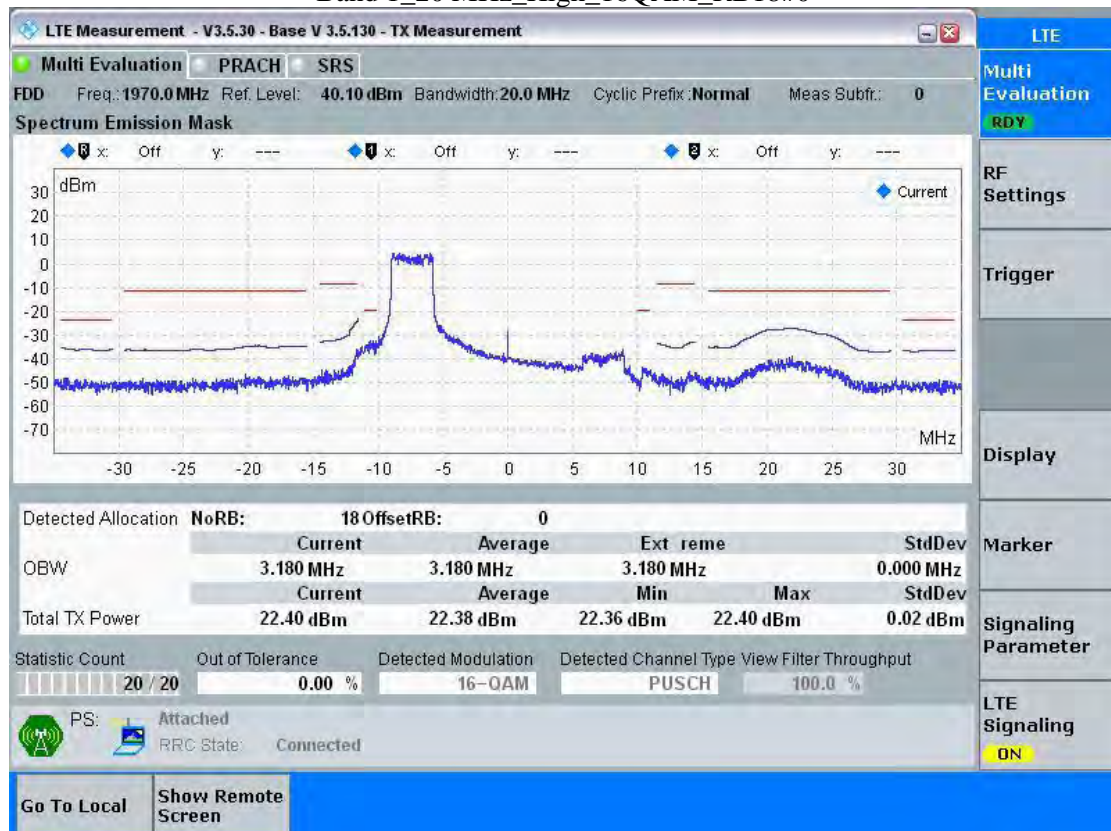 LTE Measurement - V3.5.30 - Base V 3.5.130 - TX Measurement
LTE
Multi Evaluation PRACH SRS
Multi
Evaluation
RDY
FDD Freq.: 1970.0 MHz Ref. Level: 40.10 dBm Bandwidth: 20.0 MHz Cyclic Prefix : Normal Meas Subfr.: 0
Spectrum Emission Mask
R x: Off y: --- 1 x: Off y: --- 2 x: Off y: ---
dBm
Current
30
20
10
0
-10
-20
-30
-40
-50
-60
-70
MHz
-30 -25 -20 -15 -10 -5 0 5 10 15 20 25 30
RF
Settings
Trigger
Display
Marker
Signaling
Parameter
LTE
Signaling
ON
Detected Allocation NoRB: 18 OffsetRB: 0
Current Average Ext reme StdDev
OBW 3.180 MHz 3.180 MHz 3.180 MHz 0.000 MHz
Current Average Min Max StdDev
Total TX Power 22.40 dBm 22.38 dBm 22.36 dBm 22.40 dBm 0.02 dBm
Statistic Count Out of Tolerance Detected Modulation Detected Channel Type View Filter Throughput
20 / 20 0.00 % 16-QAM PUSCH 100.0 %
PS: Attached
RRC State: Connected
Go To Local
Show Remote
Screen